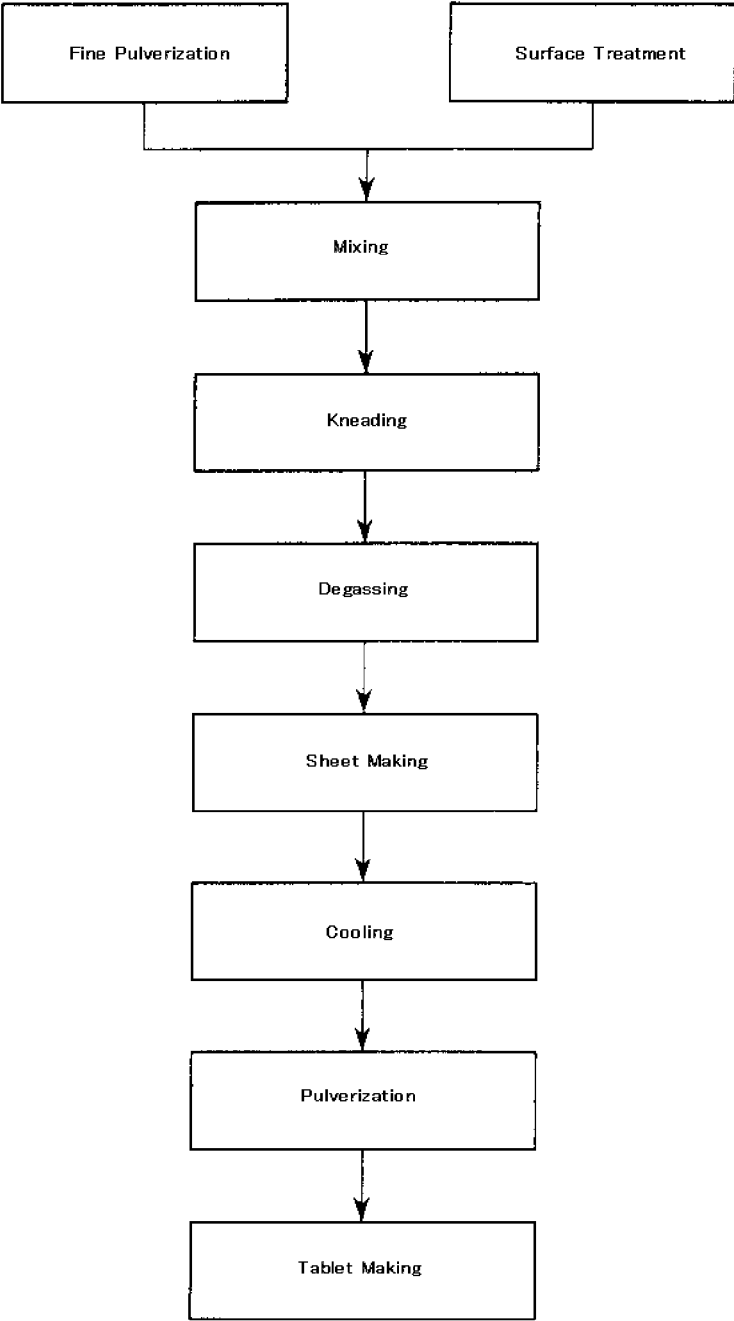 Fine Pulverization
Surface Treatment
Mixing
Kneading
Degassing
Sheet Making
Cooling
Pulverization
Tablet Making